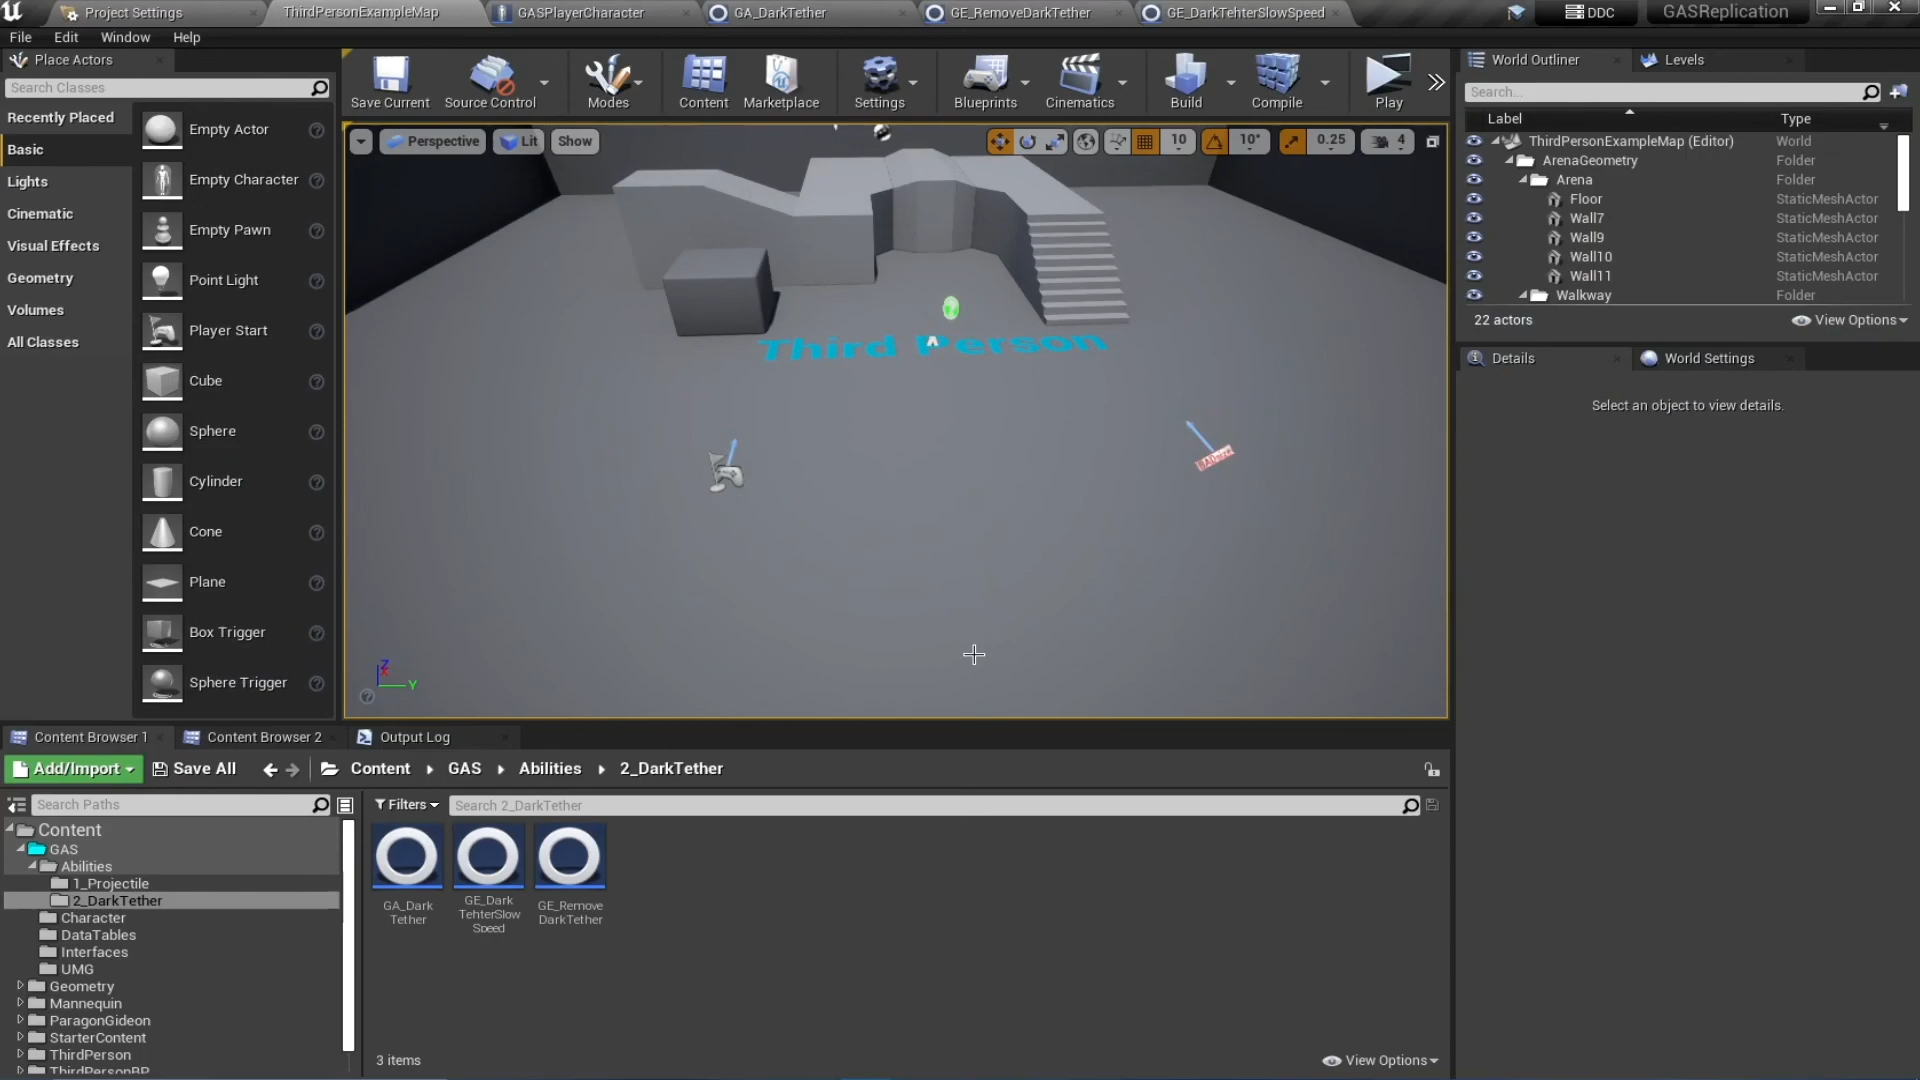 Project Settings
ThirdPersonExampleMap
GASPlayerCharacter
GA_DarkTether
GE_RemoveDarkTether
GE_DarkTehterSlowSpeed
DDC
GASReplication
File Edit Window Help
Place Actors
Search Classes
Recently Placed
Basic
Lights
Cinematic
Visual Effects
Geometry
Volumes
All Classes
Empty Actor
Empty Character
Empty Pawn
Point Light
Player Start
Cube
Sphere
Cylinder
Cone
Plane
Box Trigger
Sphere Trigger
Save Current
Source Control
Modes
Content
Marketplace
Settings
Blueprints
Cinematics
Build
Compile
Play
Perspective
Lit
Show
10
10°
0.25
4
Third Person
Z
X
Y
World Outliner
Levels
Search...
Label Type
ThirdPersonExampleMap (Editor) World
ArenaGeometry Folder
Arena Folder
Floor StaticMeshActor
Wall7 StaticMeshActor
Wall9 StaticMeshActor
Wall10 StaticMeshActor
Wall11 StaticMeshActor
Walkway Folder
22 actors
View Options
Details
World Settings
Select an object to view details.
Content Browser 1
Content Browser 2
Output Log
Add/Import
Save All
Content GAS Abilities 2_DarkTether
Search Paths
Filters
Search 2_DarkTether
Content
GAS
Abilities
1_Projectile
2_DarkTether
Character
DataTables
Interfaces
UMG
Geometry
Mannequin
ParagonGideon
StarterContent
ThirdPerson
ThirdPersonBP
GA_Dark
Tether
GE_Dark
TehterSlow
Speed
GE_Remove
DarkTether
3 items
View Options